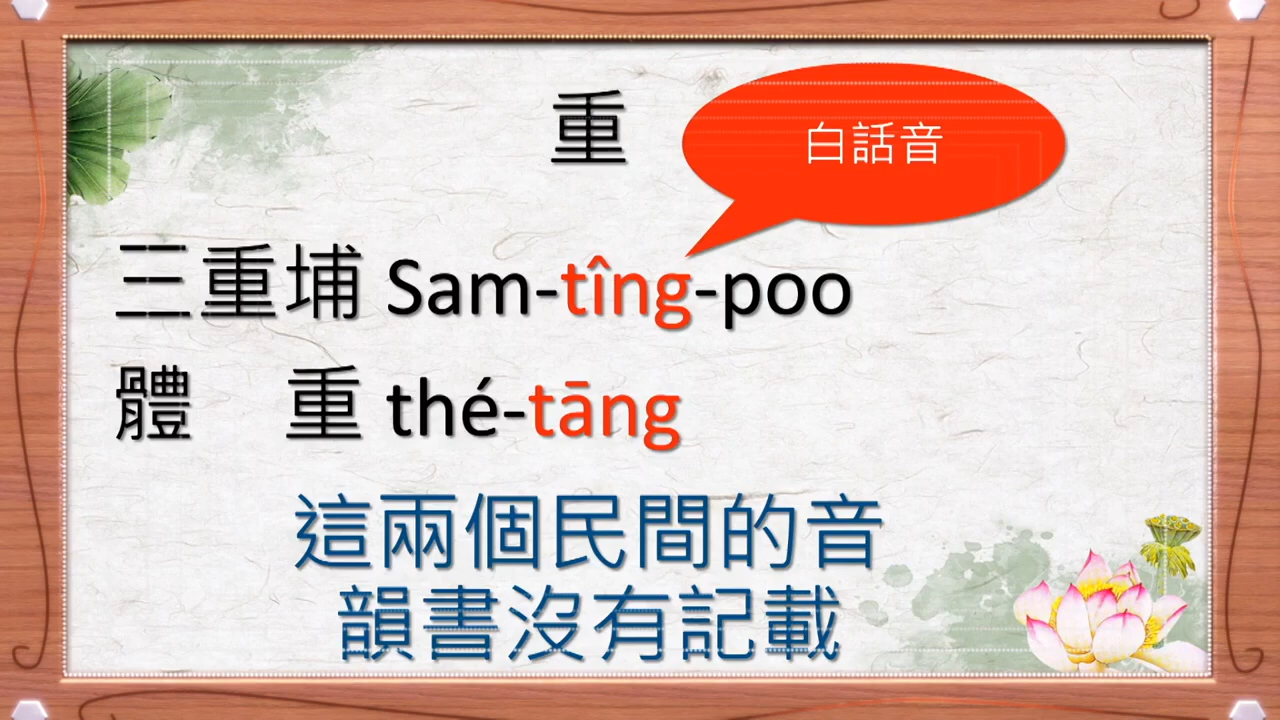 重
白話音
三重埔 Sam-tîng-poo
體 重 thé-tāng
這兩個民間的音
韻書沒有記載